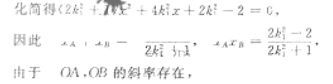 化简得(2k₁² + 1)x² + 4k₁²x + 2k₁² − 2 = 0,
因此 x_A + x_B = − ／ 2k₁² + 1, x_A x_B = (2k₁² − 2)／(2k₁² + 1),
由于 OA,OB 的斜率存在,